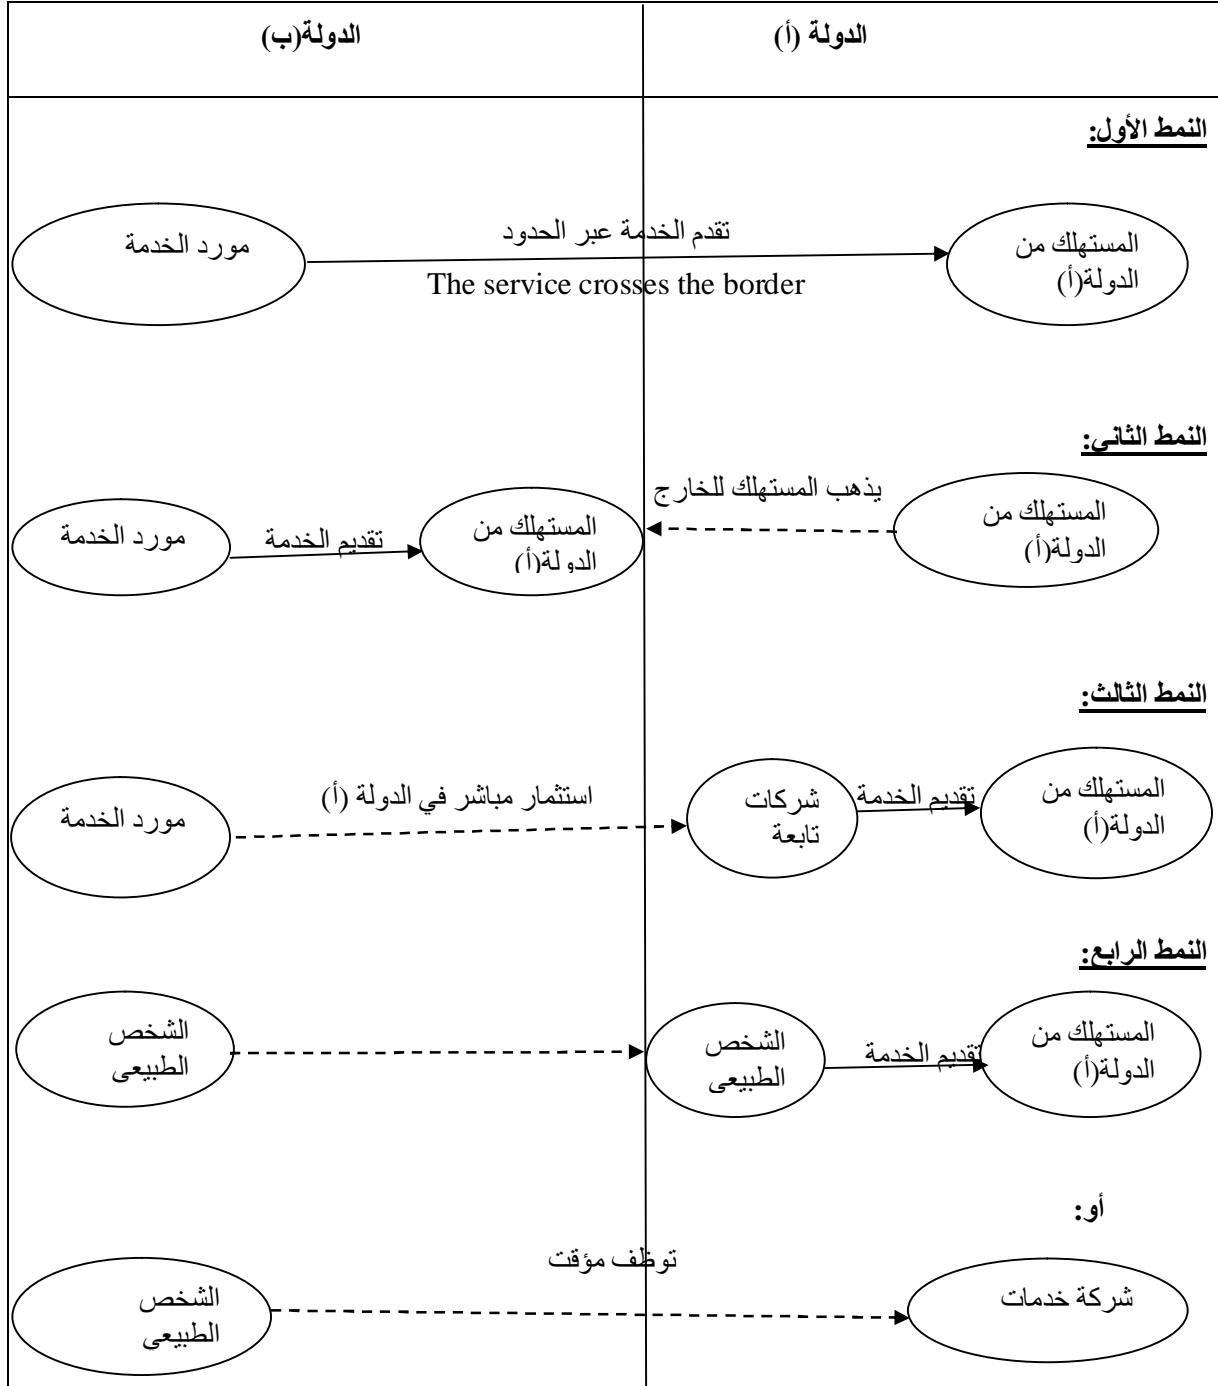 الدولة (أ)
الدولة(ب)
النمط الأول:
المستهلك من
الدولة(أ)
تقدم الخدمة عبر الحدود
The service crosses the border
مورد الخدمة
النمط الثاني:
المستهلك من
الدولة(أ)
يذهب المستهلك للخارج
المستهلك من
الدولة(أ)
تقديم الخدمة
مورد الخدمة
النمط الثالث:
المستهلك من
الدولة(أ)
تقديم الخدمة
شركات
تابعة
استثمار مباشر في الدولة (أ)
مورد الخدمة
النمط الرابع:
المستهلك من
الدولة(أ)
تقديم الخدمة
الشخص
الطبيعي
الشخص
الطبيعي
أو:
شركة خدمات
توظف مؤقت
الشخص
الطبيعي